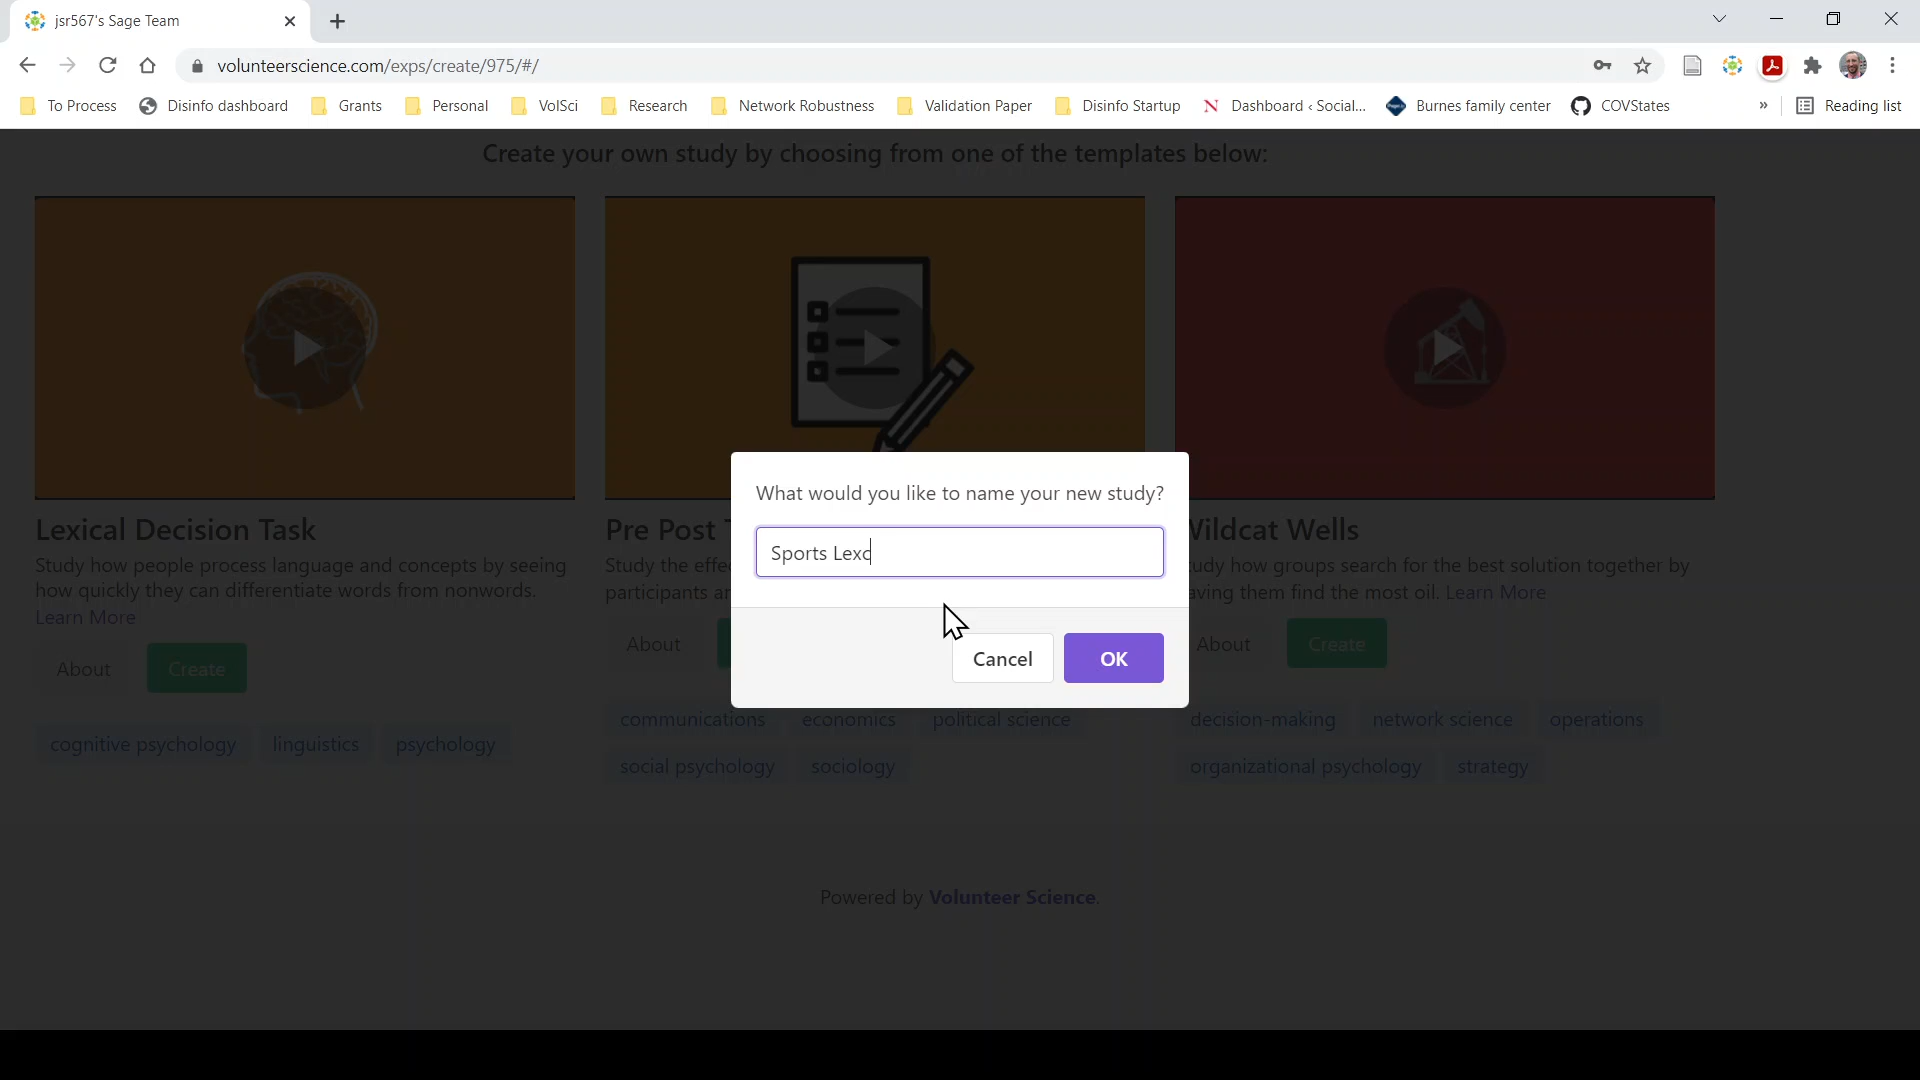 jsr567's Sage Team
volunteerscience.com/exps/create/975/#/
To Process Disinfo dashboard Grants Personal VolSci Research Network Robustness Validation Paper Disinfo Startup Dashboard ‹ Social... Burnes family center COVStates » Reading list
Create your own study by choosing from one of the templates below:
Lexical Decision Task
Study how people process language and concepts by seeing
how quickly they can differentiate words from nonwords.
Learn More
About Create
cognitive psychology linguistics psychology
Pre Post T
Study the effe
participants ar
About
communications economics political science
social psychology sociology
Wildcat Wells
udy how groups search for the best solution together by
aving them find the most oil. Learn More
About Create
decision-making network science operations
organizational psychology strategy
What would you like to name your new study?
Sports Lexc
Cancel OK
Powered by Volunteer Science.